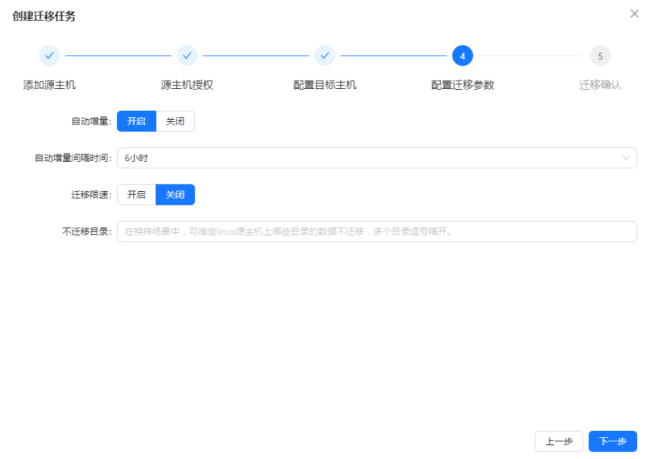 创建迁移任务
4
5
添加源主机
源主机授权
配置目标主机
配置迁移参数
迁移确认
自动增量: 开启 关闭
自动增量间隔时间: 6小时
迁移限速: 开启 关闭
不迁移目录: 在特殊场景中，可指定linux源主机上哪些目录的数据不迁移，多个目录逗号隔开。
上一步 下一步